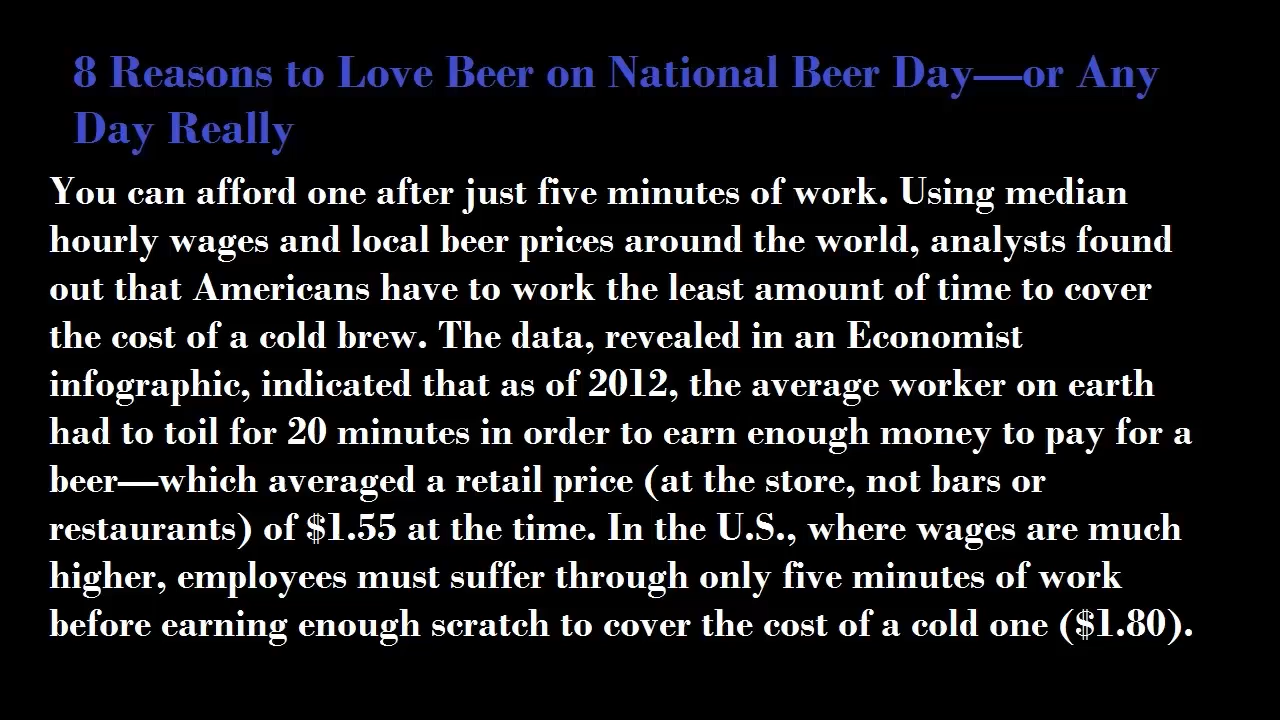 8 Reasons to Love Beer on National Beer Day—or Any
Day Really
You can afford one after just five minutes of work. Using median
hourly wages and local beer prices around the world, analysts found
out that Americans have to work the least amount of time to cover
the cost of a cold brew. The data, revealed in an Economist
infographic, indicated that as of 2012, the average worker on earth
had to toil for 20 minutes in order to earn enough money to pay for a
beer—which averaged a retail price (at the store, not bars or
restaurants) of $1.55 at the time. In the U.S., where wages are much
higher, employees must suffer through only five minutes of work
before earning enough scratch to cover the cost of a cold one ($1.80).